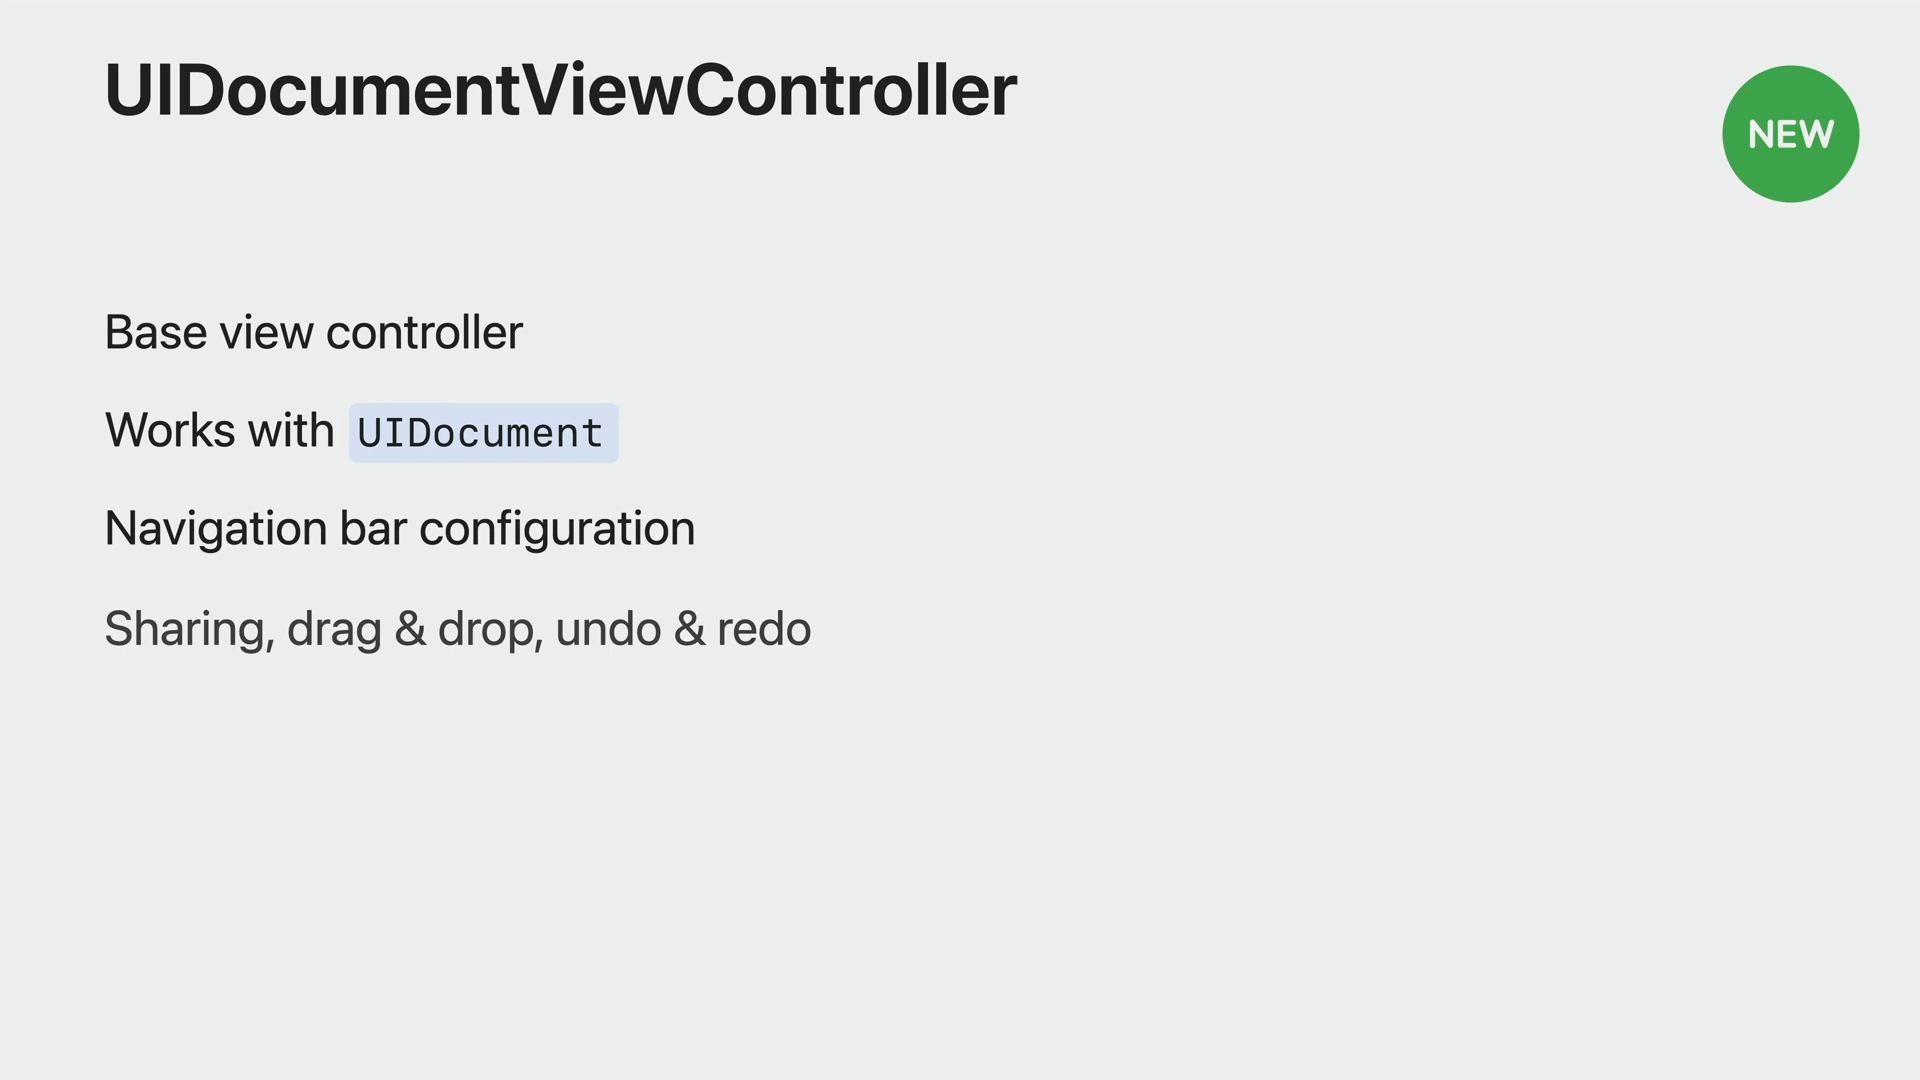 UIDocumentViewController
NEW
Base view controller
Works with UIDocument
Navigation bar configuration
Sharing, drag & drop, undo & redo